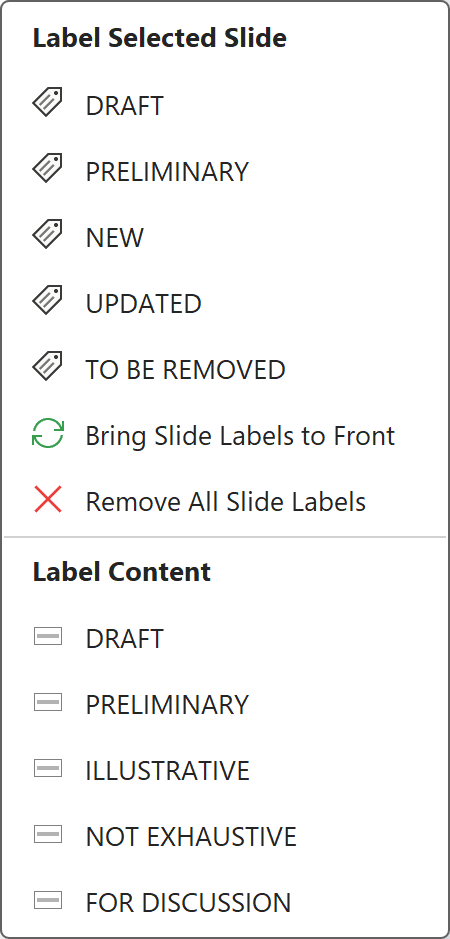 Label Selected Slide
DRAFT
PRELIMINARY
NEW
UPDATED
TO BE REMOVED
Bring Slide Labels to Front
Remove All Slide Labels
Label Content
DRAFT
PRELIMINARY
ILLUSTRATIVE
NOT EXHAUSTIVE
FOR DISCUSSION